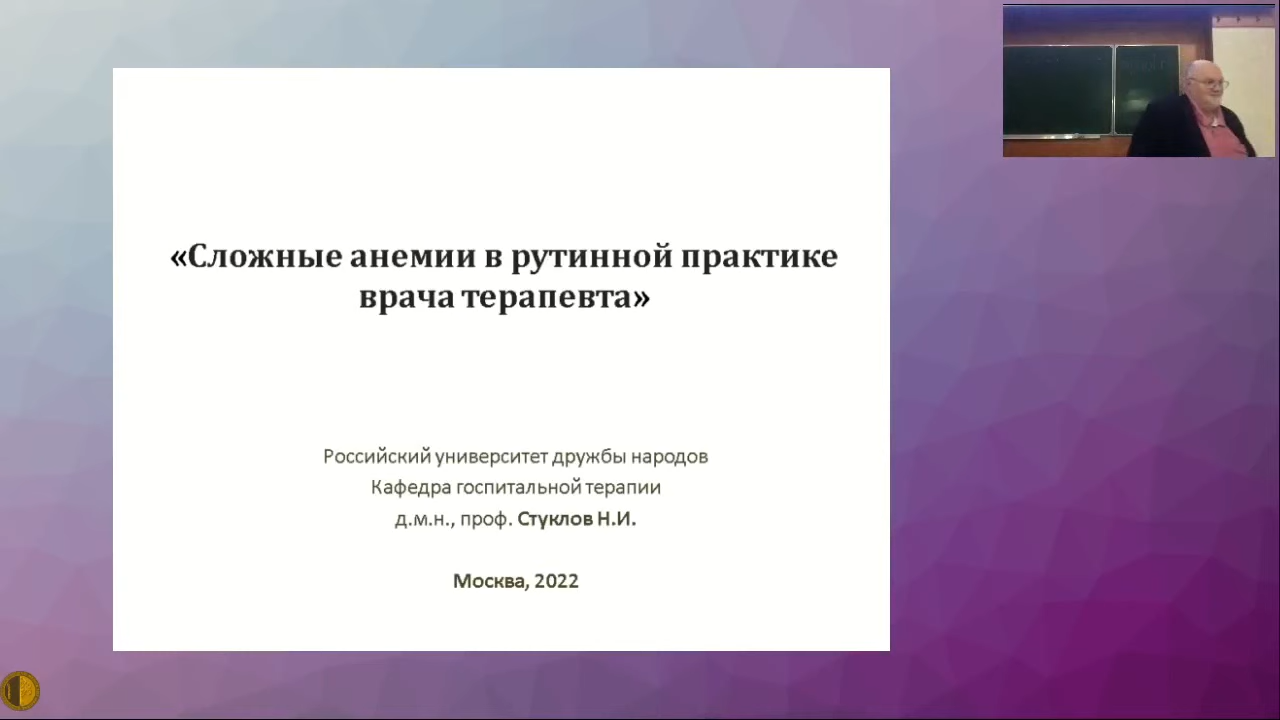 «Сложные анемии в рутинной практике
врача терапевта»
Российский университет дружбы народов
Кафедра госпитальной терапии
д.м.н., проф. Стуклов Н.И.
Москва, 2022